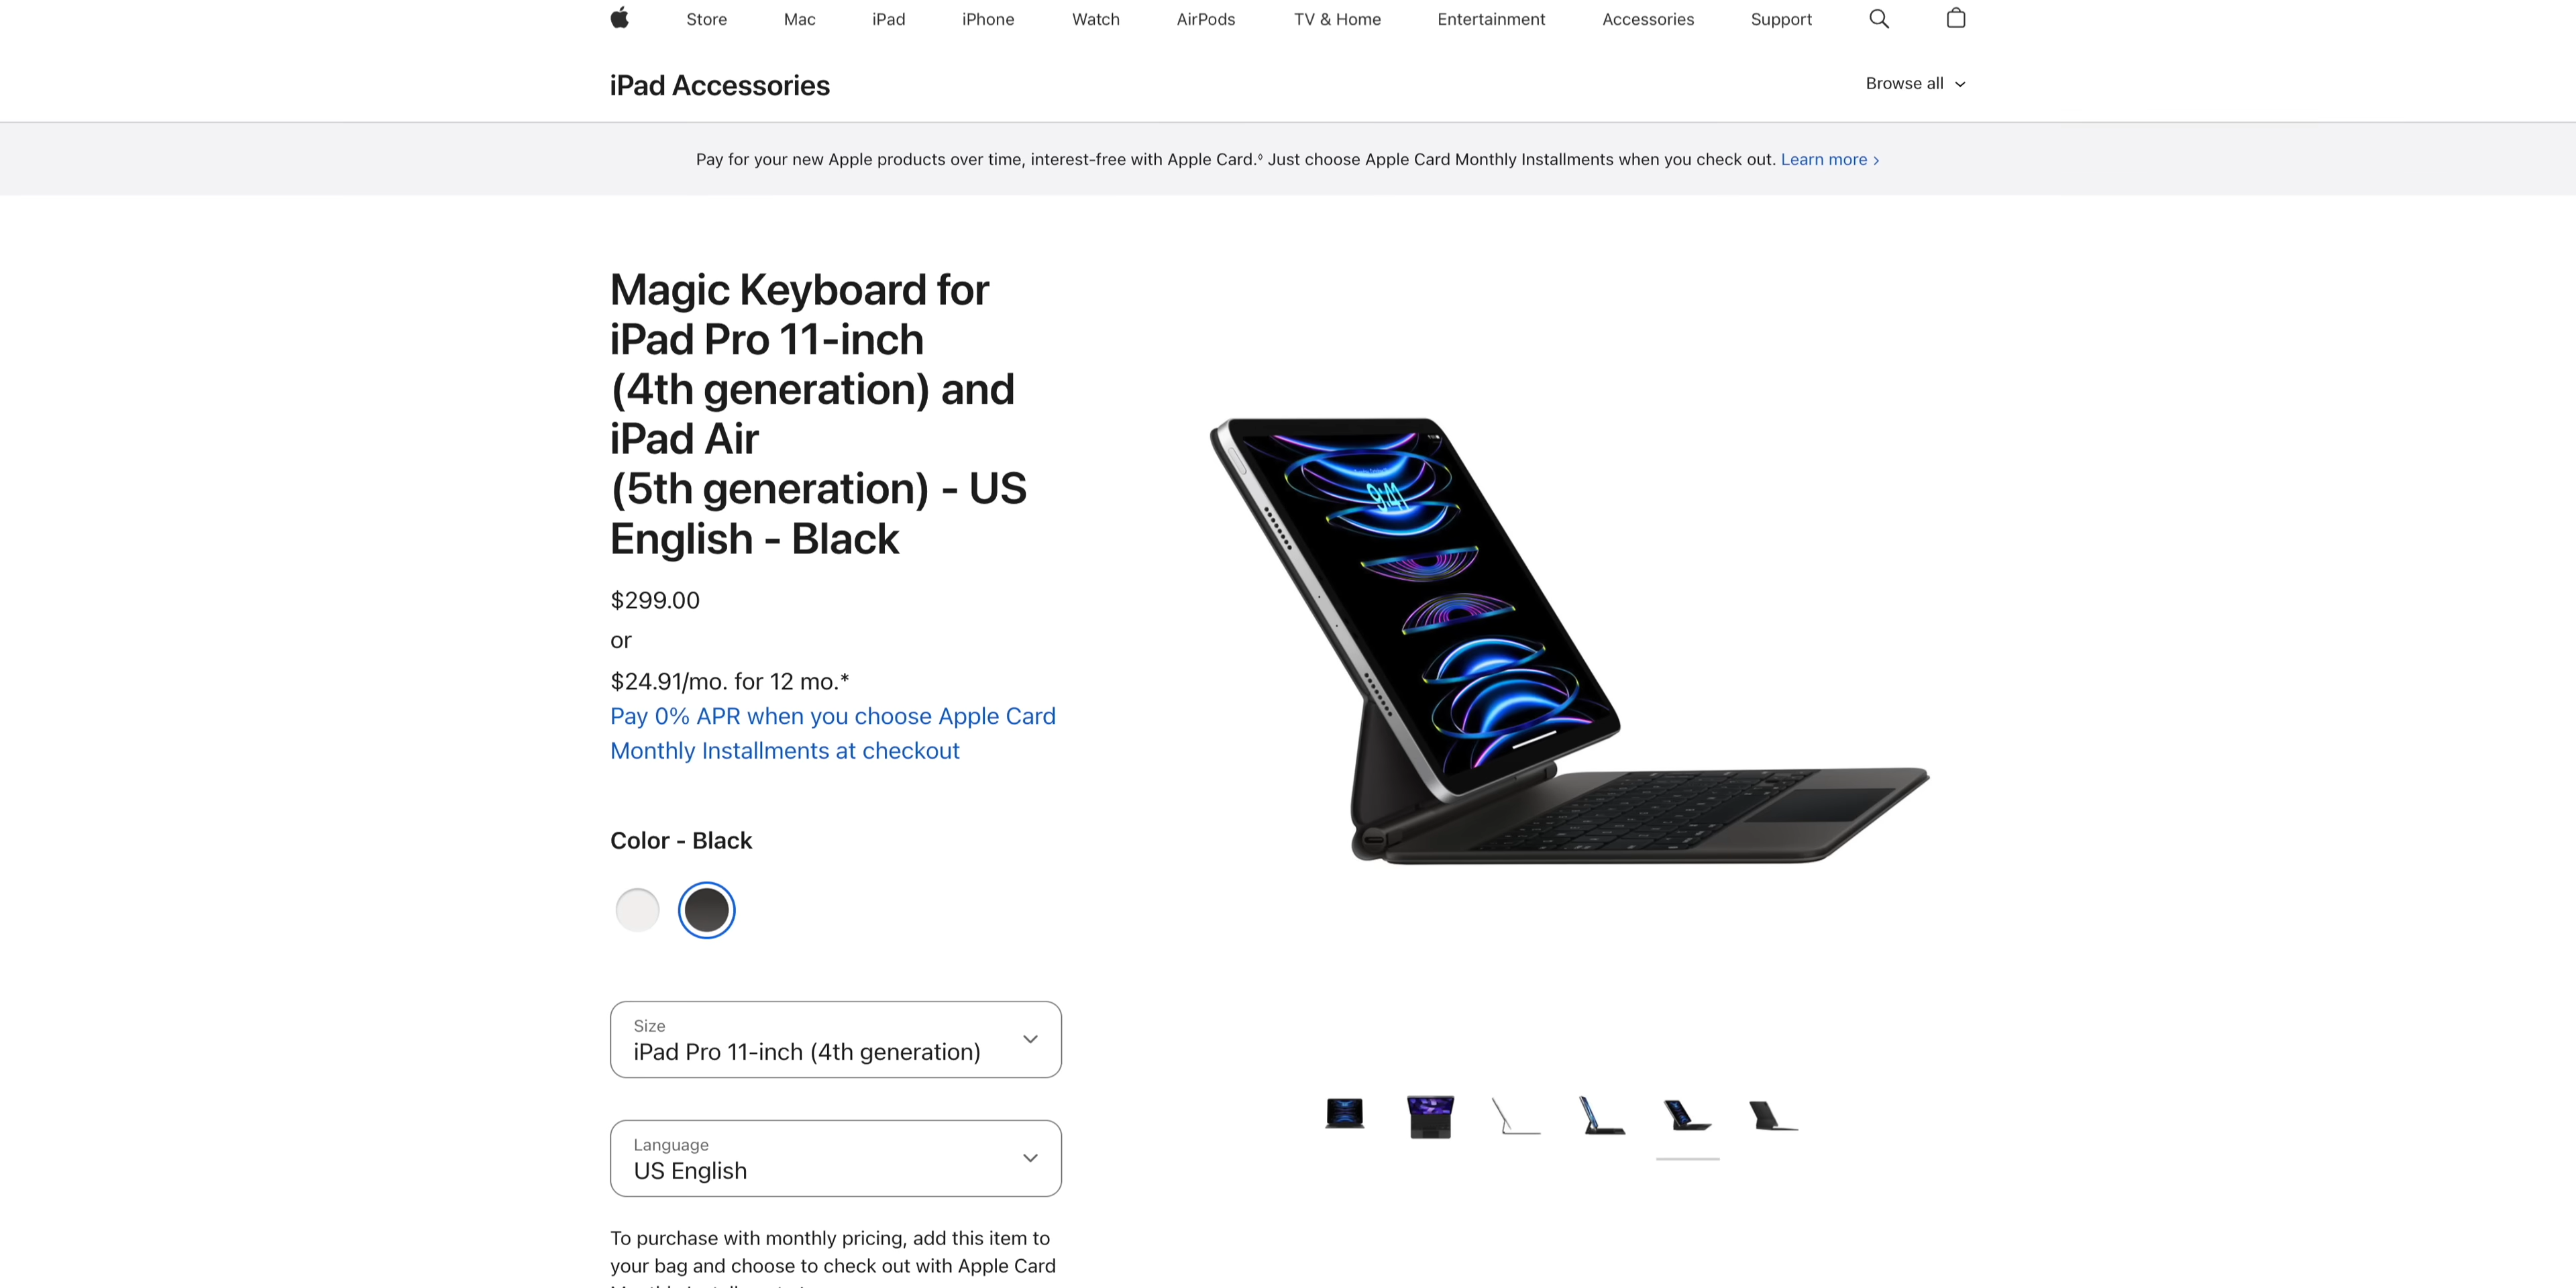 Store Mac iPad iPhone Watch AirPods TV & Home Entertainment Accessories Support
iPad Accessories
Browse all
Pay for your new Apple products over time, interest-free with Apple Card.◊ Just choose Apple Card Monthly Installments when you check out. Learn more >
Magic Keyboard for
iPad Pro 11-inch
(4th generation) and
iPad Air
(5th generation) - US
English - Black
$299.00
or
$24.91/mo. for 12 mo.*
Pay 0% APR when you choose Apple Card
Monthly Installments at checkout
Color - Black
Size
iPad Pro 11-inch (4th generation)
Language
US English
To purchase with monthly pricing, add this item to
your bag and choose to check out with Apple Card
9:41